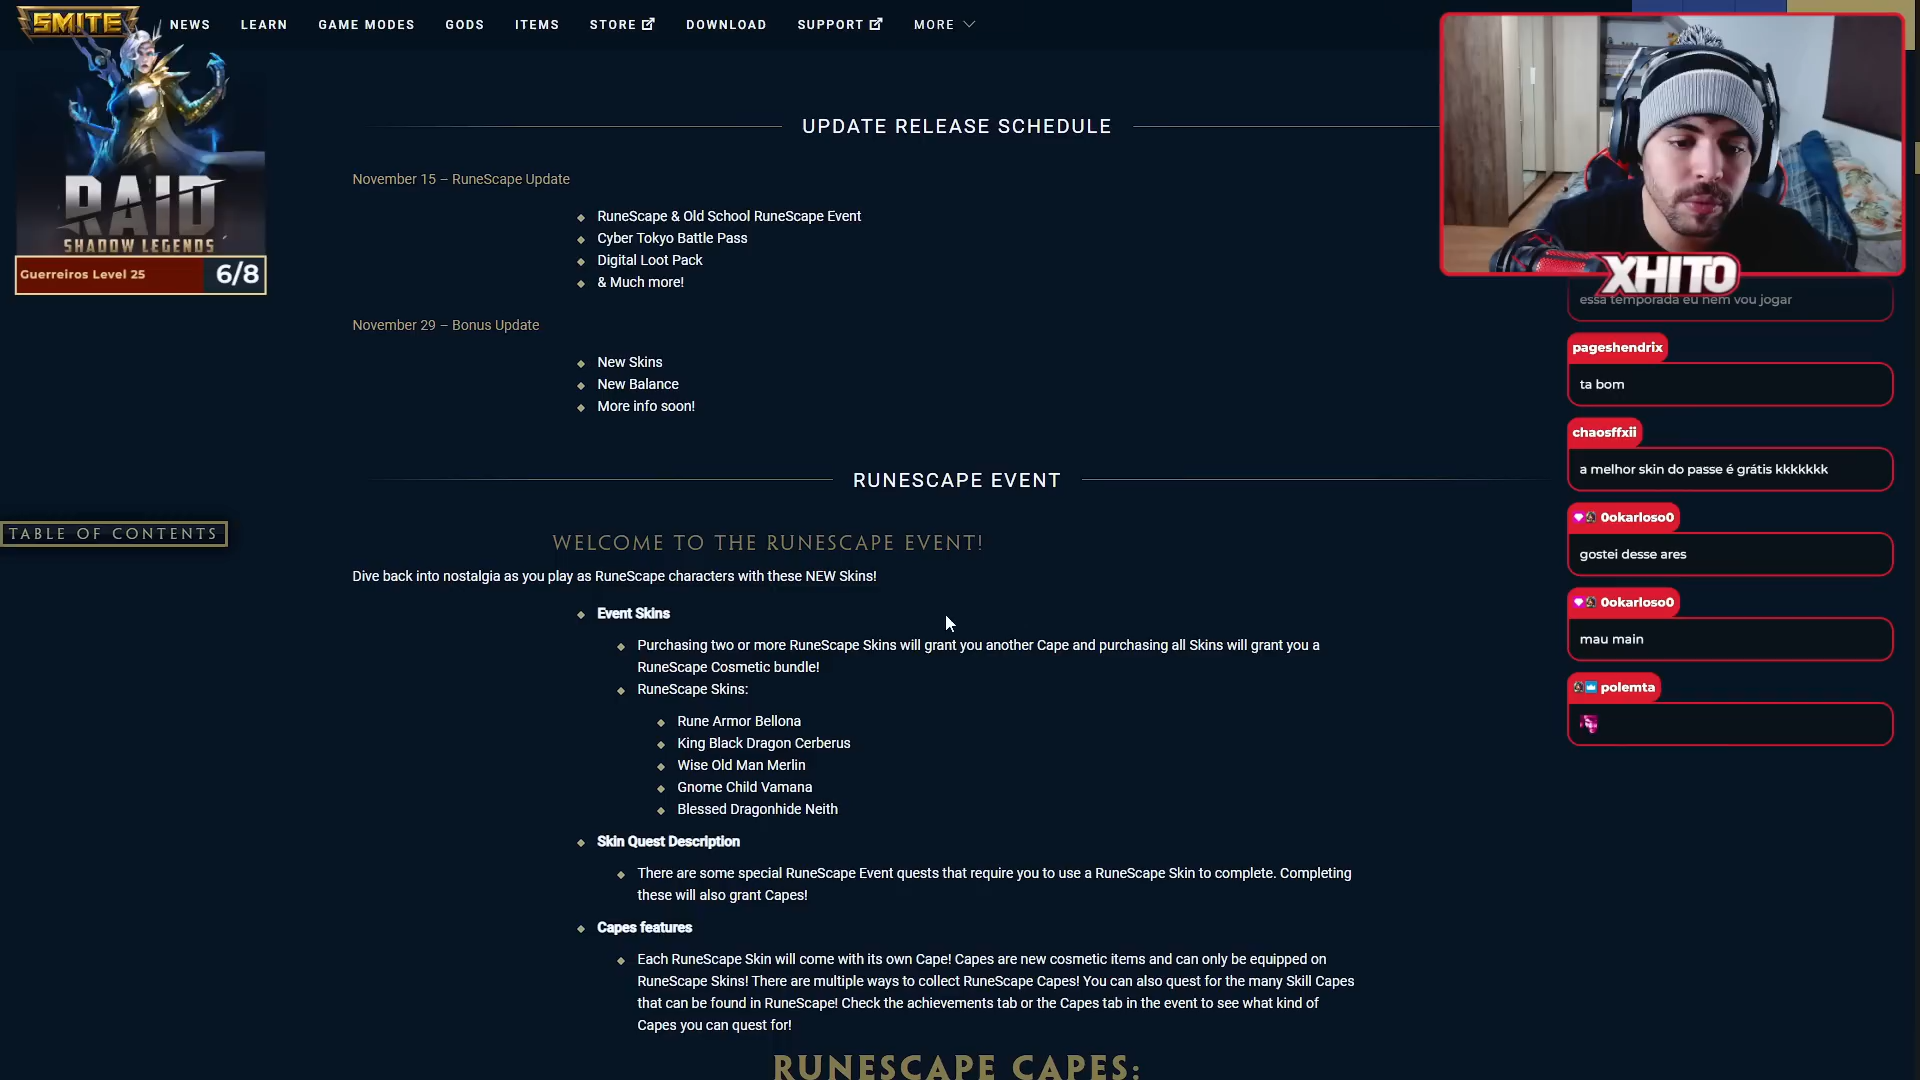 SMITE
NEWS
LEARN
GAME MODES
GODS
ITEMS
STORE
DOWNLOAD
SUPPORT
MORE
RAID
SHADOW LEGENDS
Guerreiros Level 25
6/8
UPDATE RELEASE SCHEDULE
November 15 – RuneScape Update
RuneScape & Old School RuneScape Event
Cyber Tokyo Battle Pass
Digital Loot Pack
& Much more!
November 29 – Bonus Update
New Skins
New Balance
More info soon!
RUNESCAPE EVENT
TABLE OF CONTENTS
WELCOME TO THE RUNESCAPE EVENT!
Dive back into nostalgia as you play as RuneScape characters with these NEW Skins!
Event Skins
Purchasing two or more RuneScape Skins will grant you another Cape and purchasing all Skins will grant you a
RuneScape Cosmetic bundle!
RuneScape Skins:
Rune Armor Bellona
King Black Dragon Cerberus
Wise Old Man Merlin
Gnome Child Vamana
Blessed Dragonhide Neith
Skin Quest Description
There are some special RuneScape Event quests that require you to use a RuneScape Skin to complete. Completing
these will also grant Capes!
Capes features
Each RuneScape Skin will come with its own Cape! Capes are new cosmetic items and can only be equipped on
RuneScape Skins! There are multiple ways to collect RuneScape Capes! You can also quest for the many Skill Capes
that can be found in RuneScape! Check the achievements tab or the Capes tab in the event to see what kind of
Capes you can quest for!
RUNESCAPE CAPES:
XHITO
essa temporada eu nem vou jogar
pageshendrix
ta bom
chaosffxii
a melhor skin do passe é grátis kkkkkkk
0okarloso0
gostei desse ares
0okarloso0
mau main
polemta